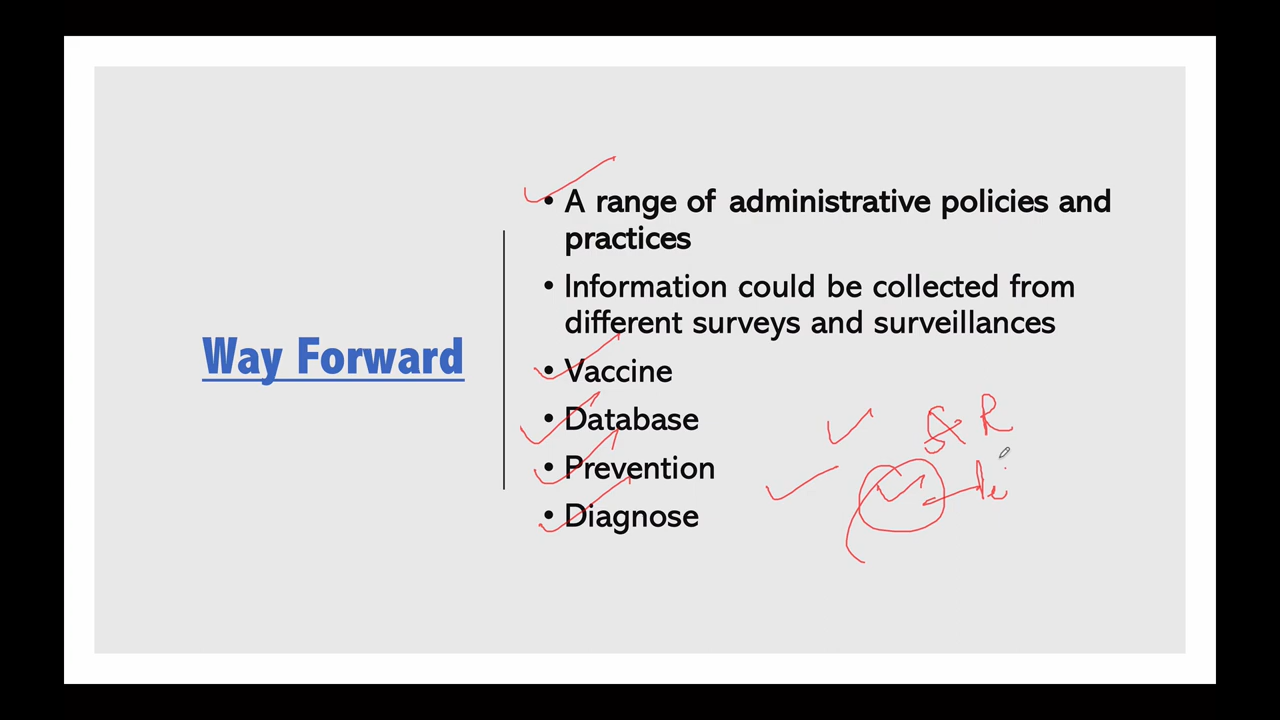 Way Forward
• A range of administrative policies and
practices
• Information could be collected from
different surveys and surveillances
• Vaccine
• Database
• Prevention
• Diagnose
R